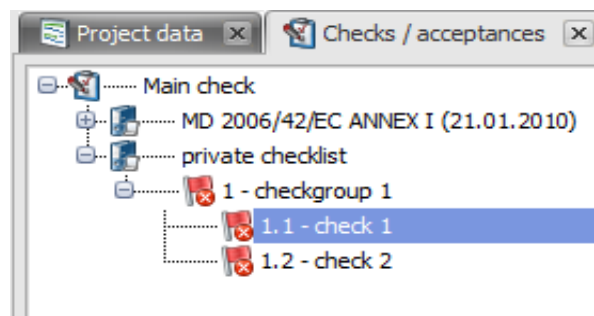 Project data Checks / acceptances
Main check
MD 2006/42/EC ANNEX I (21.01.2010)
private checklist
1 - checkgroup 1
1.1 - check 1
1.2 - check 2